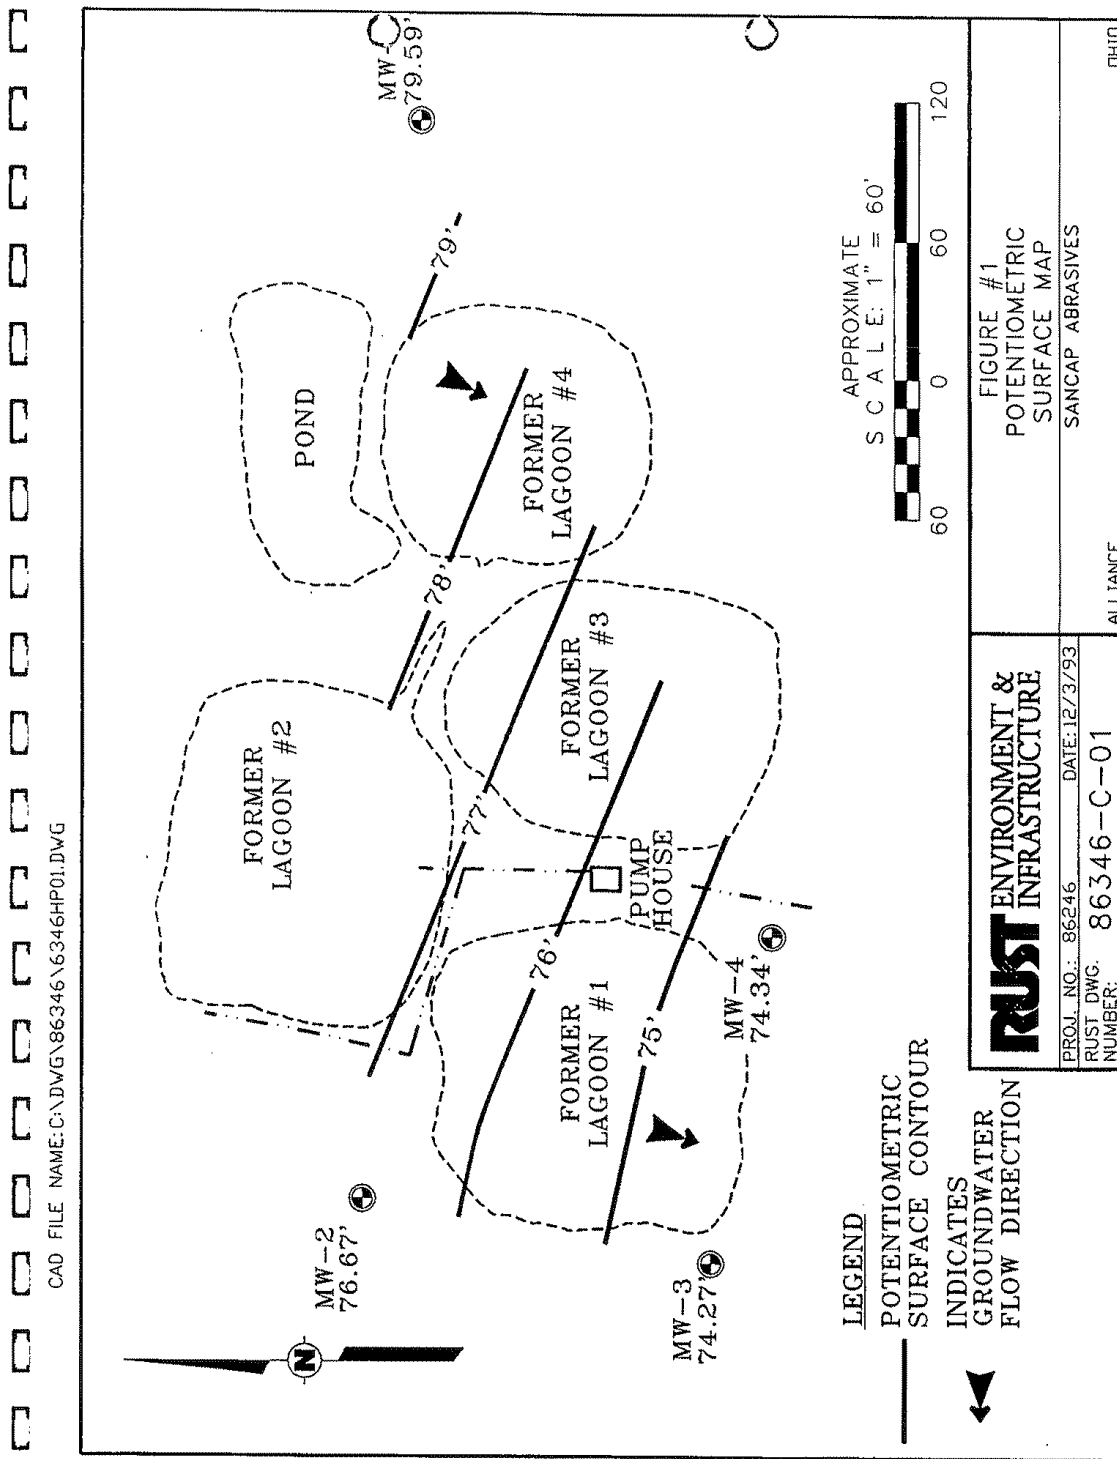 CAD FILE NAME:C:\DWG\86346\6346HP01.DWG
MW-
79.59'
79'
POND
78'
FORMER
LAGOON #4
FORMER
LAGOON #2
77'
FORMER
LAGOON #3
76'
PUMP
HOUSE
FORMER
LAGOON #1
75'
MW-4
74.34'
MW-2
76.67'
MW-3
74.27'
N
LEGEND
POTENTIOMETRIC
SURFACE CONTOUR
INDICATES
GROUNDWATER
FLOW DIRECTION
APPROXIMATE
S C A L E: 1" = 60'
60 0 60 120
RUST ENVIRONMENT &
INFRASTRUCTURE
PROJ. NO.: 86246 DATE: 12/3/93
RUST DWG. NUMBER: 86346-C-01
FIGURE #1
POTENTIOMETRIC
SURFACE MAP
SANCAP ABRASIVES
ALLIANCE OHIO